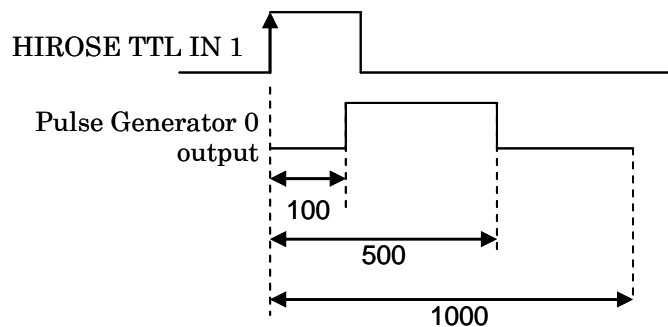 HIROSE TTL IN 1
Pulse Generator 0
output
100
500
1000